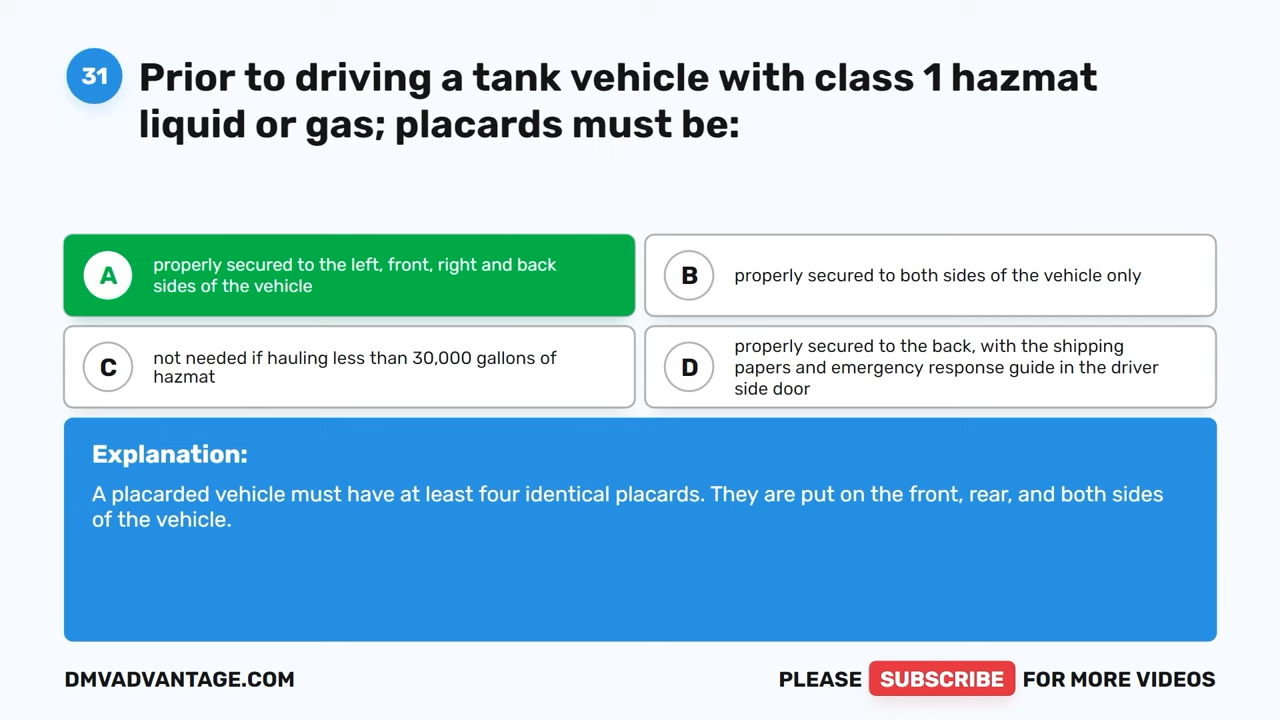 31
Prior to driving a tank vehicle with class 1 hazmat
liquid or gas; placards must be:
A
properly secured to the left, front, right and back
sides of the vehicle
B
properly secured to both sides of the vehicle only
C
not needed if hauling less than 30,000 gallons of
hazmat
D
properly secured to the back, with the shipping
papers and emergency response guide in the driver
side door
Explanation:
A placarded vehicle must have at least four identical placards. They are put on the front, rear, and both sides
of the vehicle.
DMVADVANTAGE.COM
PLEASE SUBSCRIBE FOR MORE VIDEOS